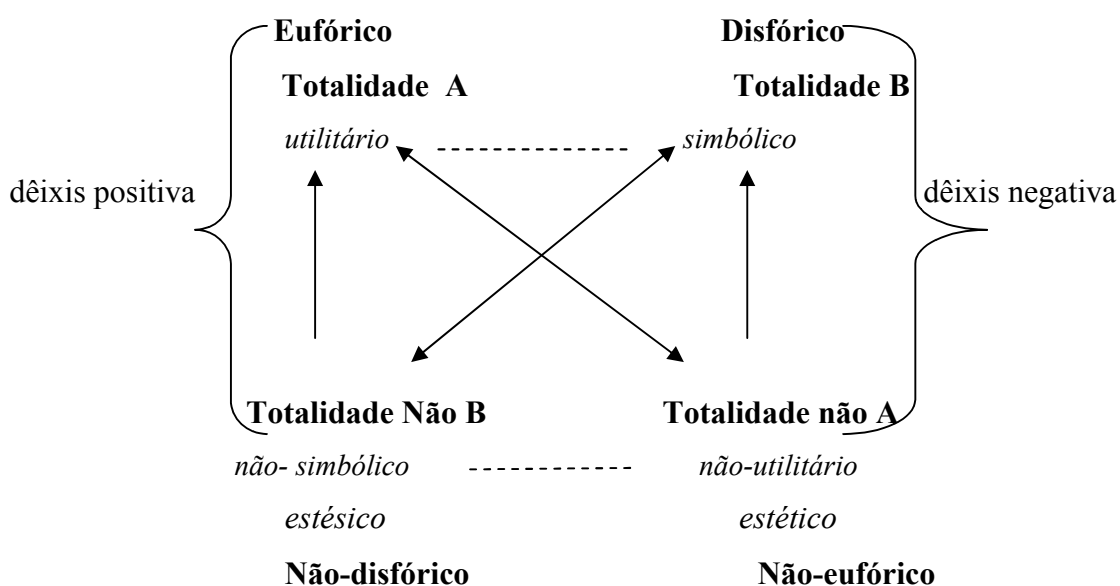 Eufórico Disfórico
Totalidade A Totalidade B
utilitário simbólico
dêixis positiva dêixis negativa
Totalidade Não B Totalidade não A
não- simbólico não-utilitário
estésico estético
Não-disfórico Não-eufórico